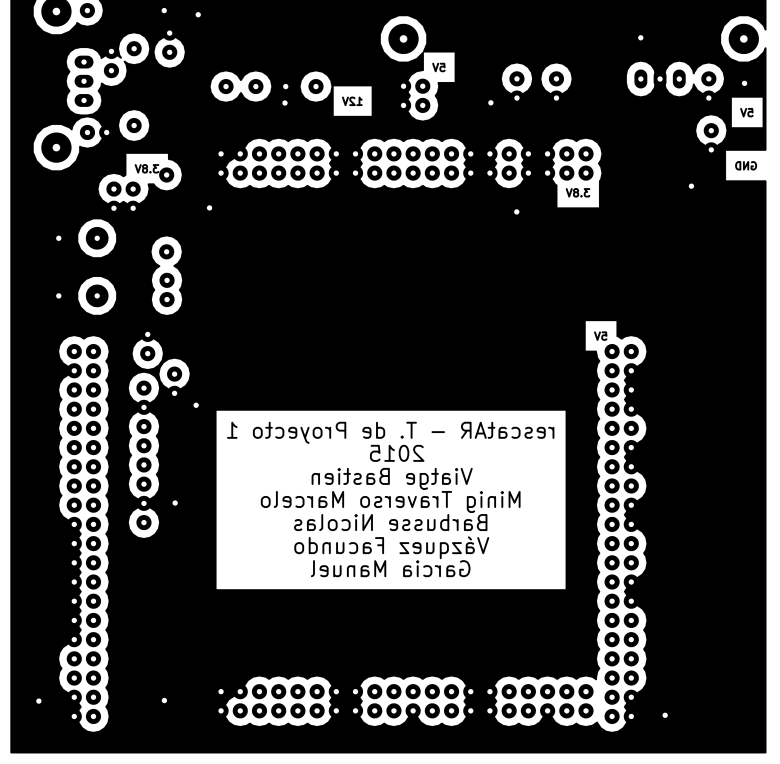 5V
12V
5V
GND
3.8V
3.8V
5V
rescatAR – T. de Proyecto 1
2015
Viatge Bastien
Minig Traverso Marcelo
Barbusse Nicolas
Vázquez Facundo
Garcia Manuel